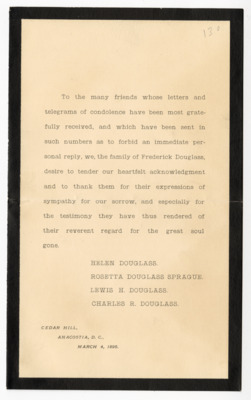 To the many friends whose letters and
telegrams of condolence have been most grate-
fully received, and which have been sent in
such numbers as to forbid an immediate per-
sonal reply, we, the family of Frederick Douglass,
desire to tender our heartfelt acknowledgment
and to thank them for their expressions of
sympathy for our sorrow, and especially for
the testimony they have thus rendered of
their reverent regard for the great soul
gone.
HELEN DOUGLASS.
ROSETTA DOUGLASS SPRAGUE.
LEWIS H. DOUGLASS.
CHARLES R. DOUGLASS.
CEDAR HILL,
ANACOSTIA, D. C.,
MARCH 4, 1895.